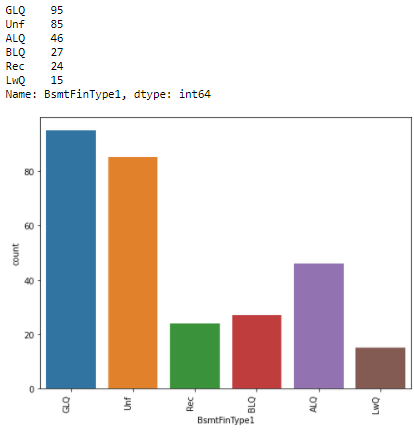 GLQ    95
Unf    85
ALQ    46
BLQ    27
Rec    24
LwQ    15
Name: BsmtFinType1, dtype: int64
80
60
40
20
0
count
GLQ
Unf
Rec
BLQ
ALQ
LwQ
BsmtFinType1